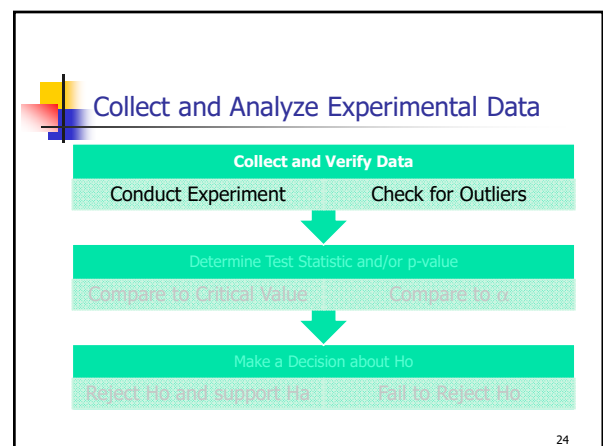 Collect and Analyze Experimental Data
Collect and Verify Data
Conduct Experiment Check for Outliers
Determine Test Statistic and/or p-value
Compare to Critical Value Compare to α
Make a Decision about Ho
Reject Ho and support Ha Fail to Reject Ho
24